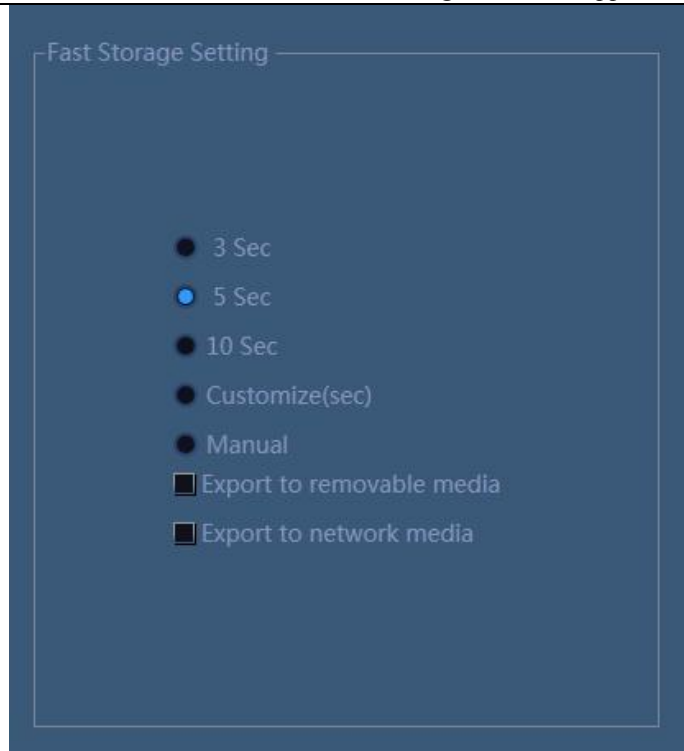 Fast Storage Setting
3 Sec
5 Sec
10 Sec
Customize(sec)
Manual
Export to removable media
Export to network media